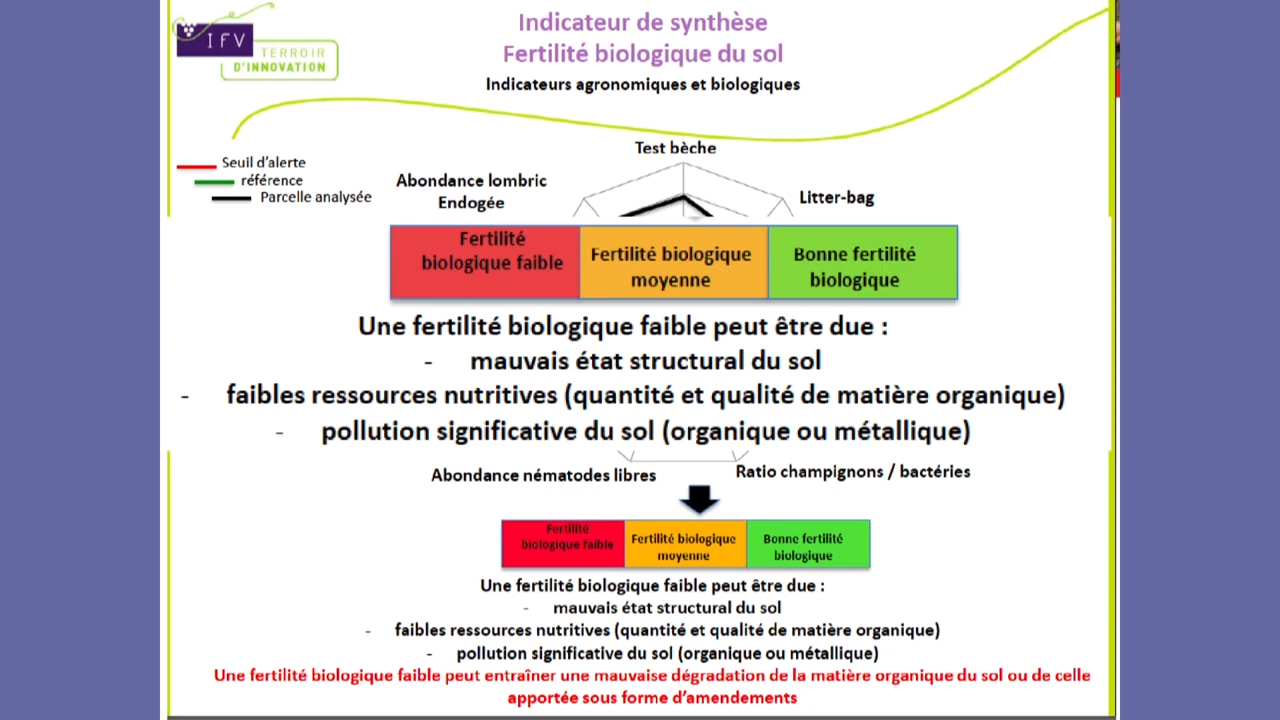 Indicateur de synthèse
Fertilité biologique du sol
Indicateurs agronomiques et biologiques
IFV
TERROIR
D'INNOVATION
Seuil d'alerte
référence
Parcelle analysée
Test bèche
Abondance lombric
Endogée
Litter-bag
Fertilité
biologique faible
Fertilité biologique
moyenne
Bonne fertilité
biologique
Une fertilité biologique faible peut être due :
- mauvais état structural du sol
- faibles ressources nutritives (quantité et qualité de matière organique)
- pollution significative du sol (organique ou métallique)
Abondance nématodes libres
Ratio champignons / bactéries
Fertilité
biologique faible
Fertilité biologique
moyenne
Bonne fertilité
biologique
Une fertilité biologique faible peut être due :
- mauvais état structural du sol
- faibles ressources nutritives (quantité et qualité de matière organique)
- pollution significative du sol (organique ou métallique)
Une fertilité biologique faible peut entraîner une mauvaise dégradation de la matière organique du sol ou de celle
apportée sous forme d'amendements